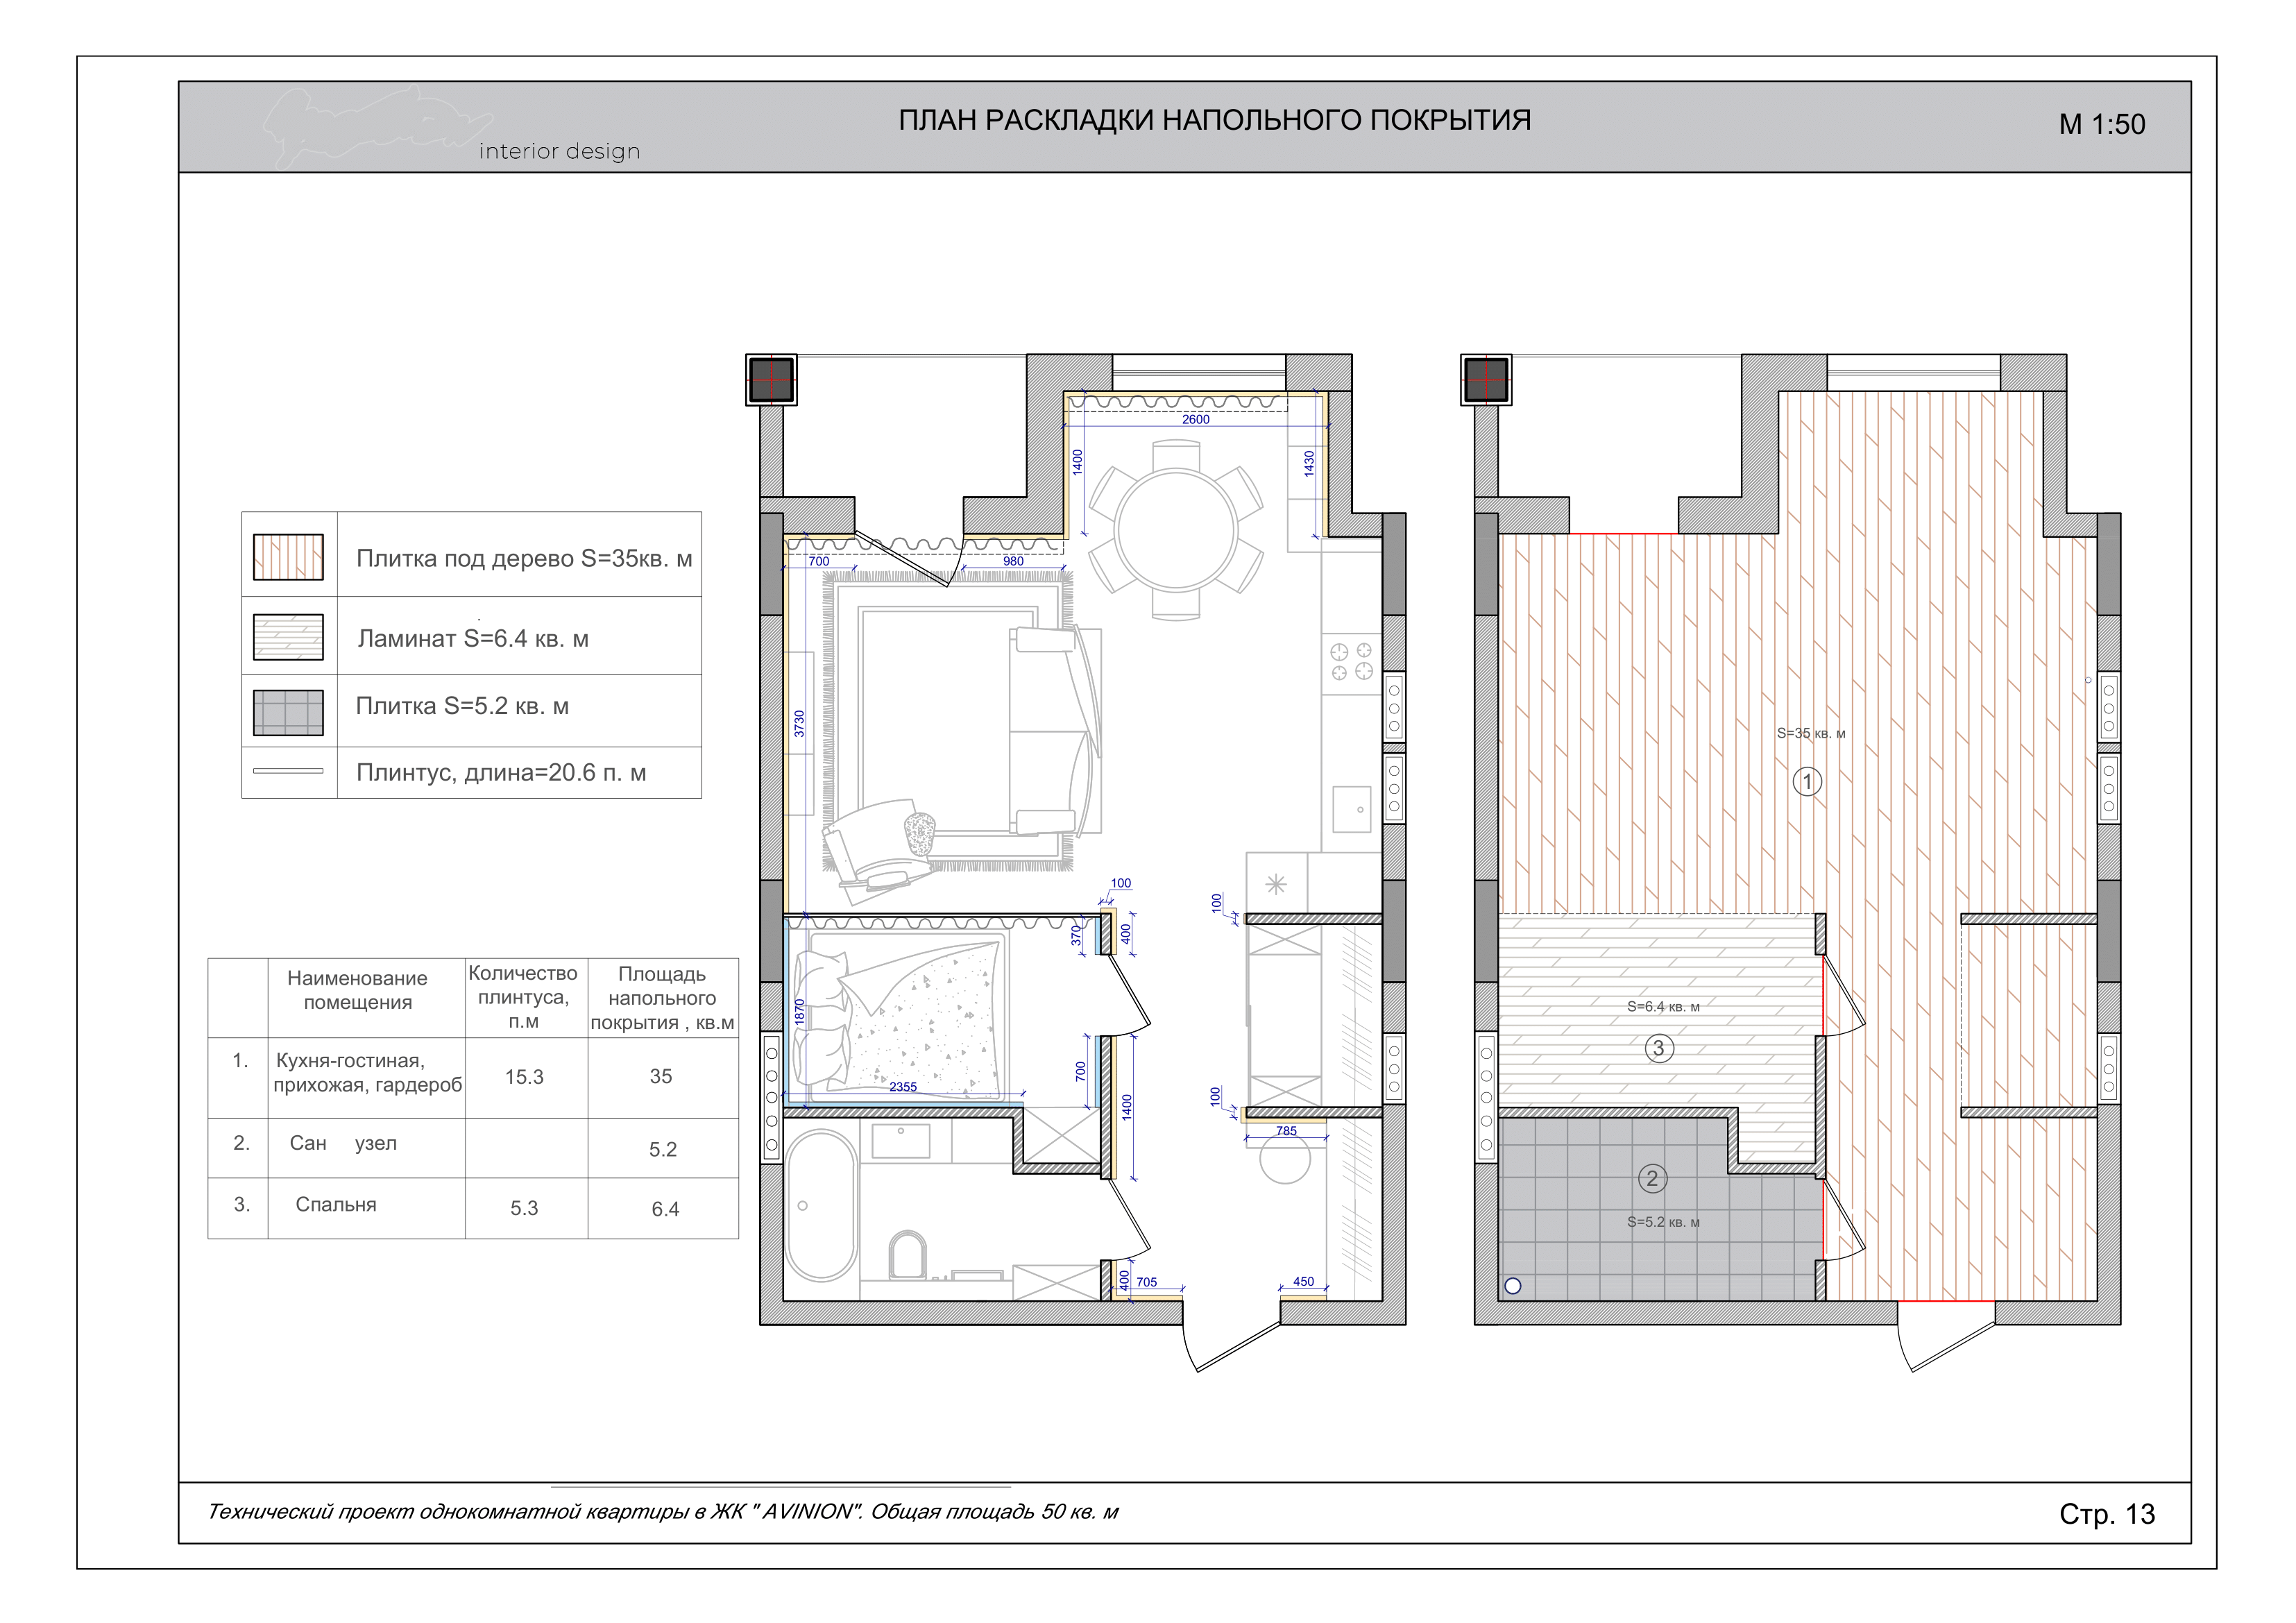 interior design
ПЛАН РАСКЛАДКИ НАПОЛЬНОГО ПОКРЫТИЯ
М 1:50
Плитка под дерево S=35кв. м
Ламинат S=6.4 кв. м
Плитка S=5.2 кв. м
Плинтус, длина=20.6 п. м
Наименование
помещения
Количество
плинтуса,
п.м
Площадь
напольного
покрытия , кв.м
1.
Кухня-гостиная,
прихожая, гардероб
15.3
35
2.
Сан узел
5.2
3.
Спальня
5.3
6.4
2600
1400
1430
700
980
3730
100
100
370
400
1870
2355
700
1400
100
785
400
705
450
S=35 кв. м
1
S=6.4 кв. м
3
2
S=5.2 кв. м
Технический проект однокомнатной квартиры в ЖК " AVINION". Общая площадь 50 кв. м
Стр. 13